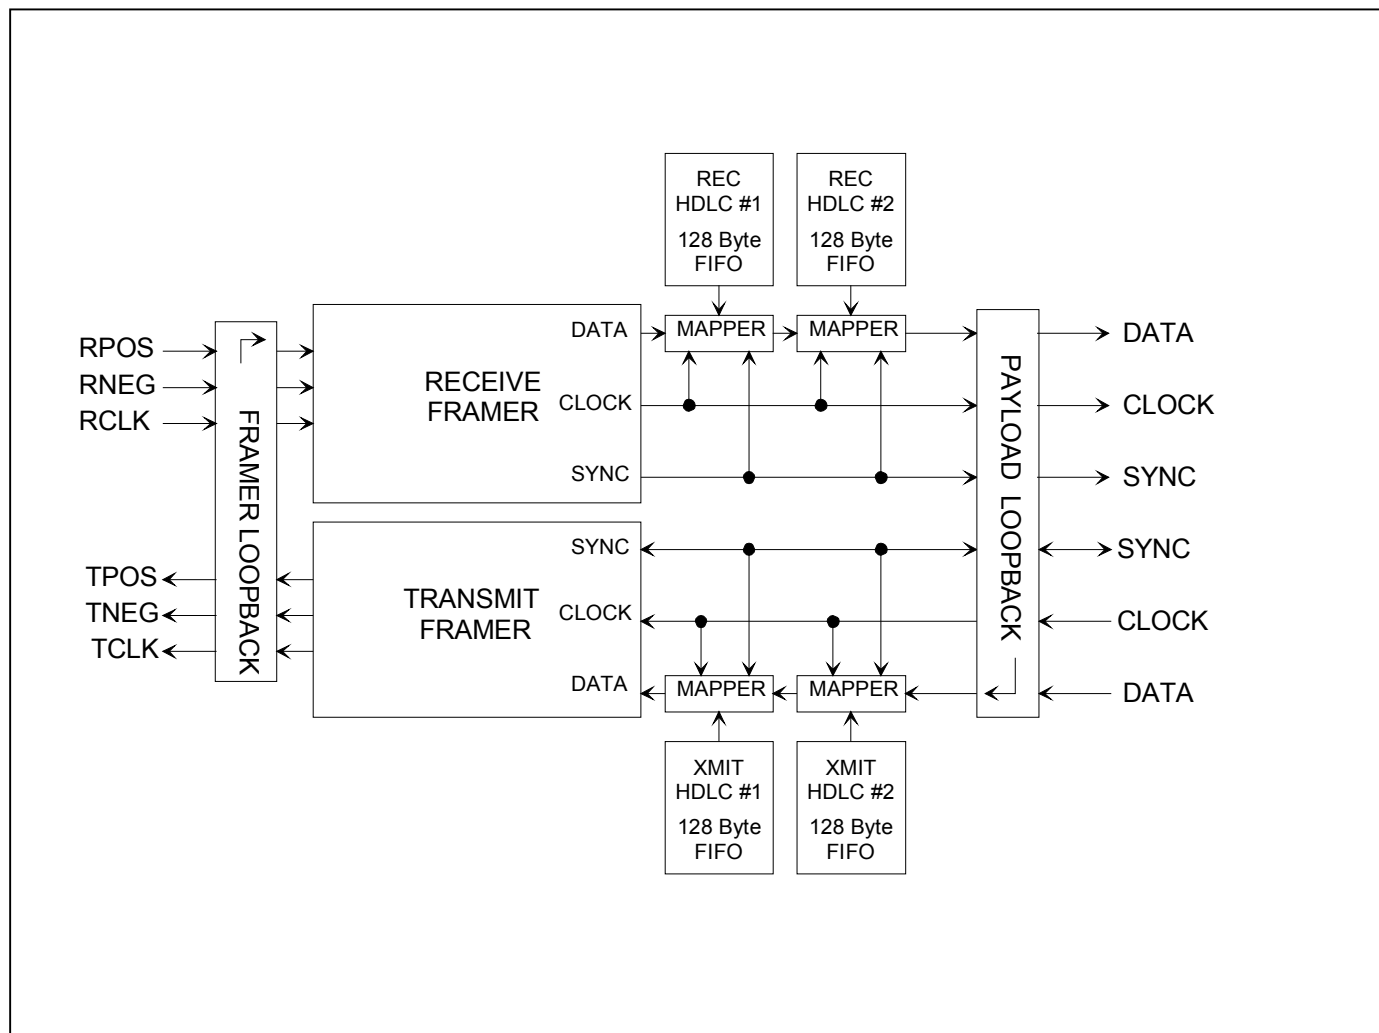 REC
HDLC #1
128 Byte
FIFO
REC
HDLC #2
128 Byte
FIFO
RPOS
RNEG
RCLK
FRAMER LOOPBACK
RECEIVE
FRAMER
DATA
CLOCK
SYNC
MAPPER
MAPPER
PAYLOAD LOOPBACK
DATA
CLOCK
SYNC
TPOS
TNEG
TCLK
TRANSMIT
FRAMER
SYNC
CLOCK
DATA
MAPPER
MAPPER
SYNC
CLOCK
DATA
XMIT
HDLC #1
128 Byte
FIFO
XMIT
HDLC #2
128 Byte
FIFO